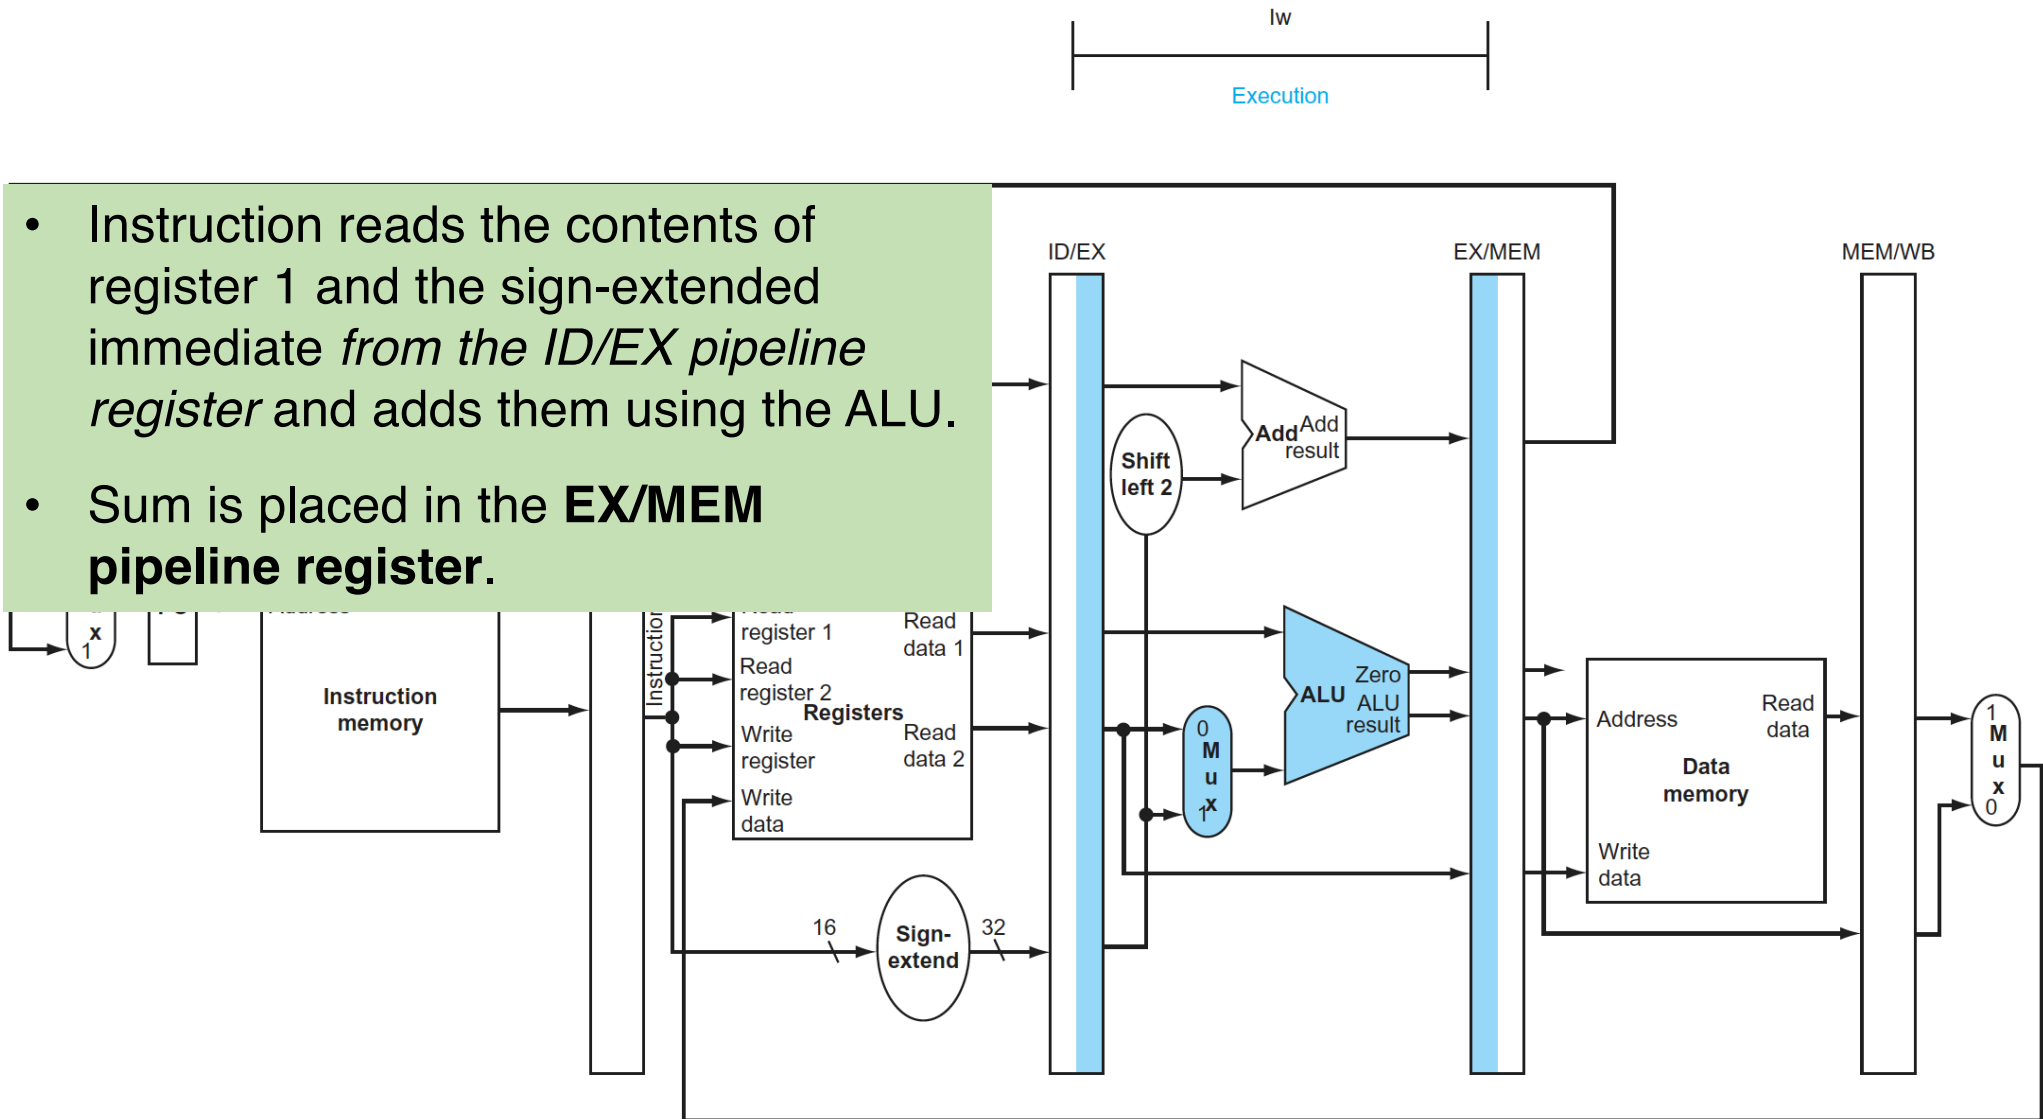 lw
Execution
• Instruction reads the contents of
register 1 and the sign-extended
immediate from the ID/EX pipeline
register and adds them using the ALU.
• Sum is placed in the EX/MEM
pipeline register.
ID/EX
EX/MEM
MEM/WB
Add
Add
result
Shift
left 2
x
1
Instruction
memory
Instruction
register 1
Read
register 2
Registers
Write
register
Write
data
Read
data 1
Read
data 2
16
Sign-
extend
32
0
M
u
x
1
ALU
Zero
ALU
result
Address
Read
data
Data
memory
Write
data
1
M
u
x
0